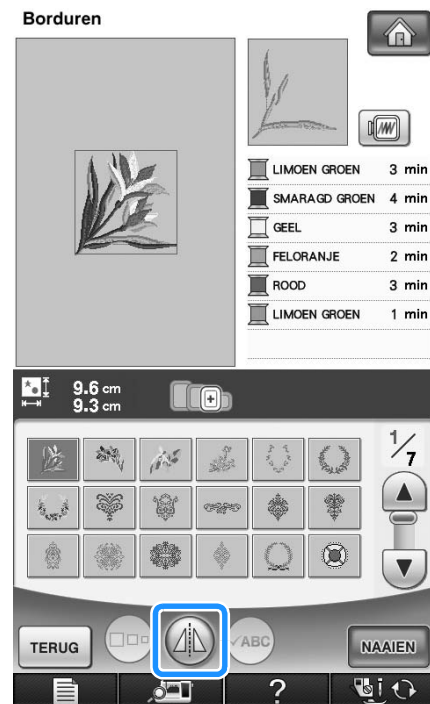 Borduren
LIMOEN GROEN 3 min
SMARAGD GROEN 4 min
GEEL 3 min
FELORANJE 2 min
ROOD 3 min
LIMOEN GROEN 1 min
9.6 cm
9.3 cm
1/7
TERUG
ABC
NAAIEN
?